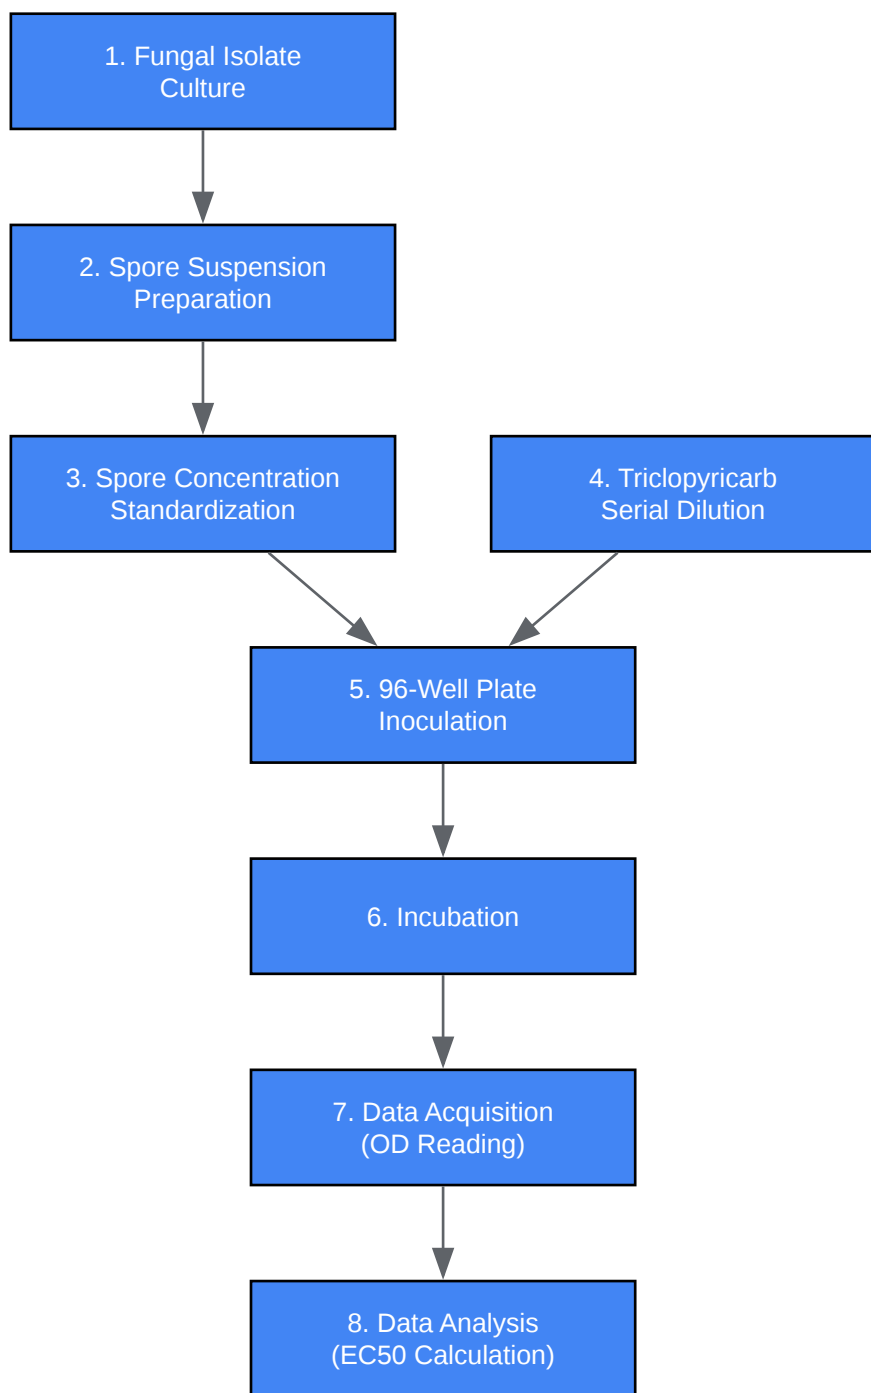 1. Fungal Isolate
Culture
2. Spore Suspension
Preparation
3. Spore Concentration
Standardization
4. Triclopyricarb
Serial Dilution
5. 96-Well Plate
Inoculation
6. Incubation
7. Data Acquisition
(OD Reading)
8. Data Analysis
(EC50 Calculation)